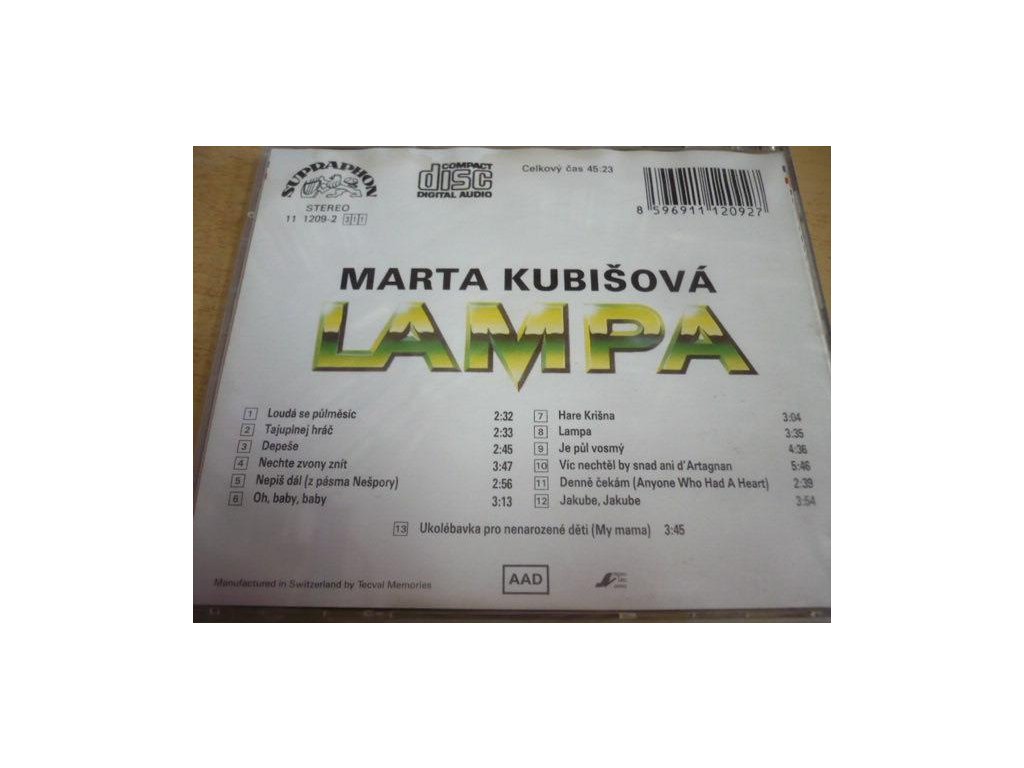 SUPRAPHON
COMPACT
disc
DIGITAL AUDIO
Celkový čas 45:23
STEREO
11 1209-2 311
8 596911 120927
MARTA KUBIŠOVÁ
LAMPA
1 Loudá se půlměsíc 2:32
2 Tajuplnej hráč 2:33
3 Depeše 2:45
4 Nechte zvony znít 3:47
5 Nepiš dál (z pásma Nešpory) 2:56
6 Oh, baby, baby 3:13
7 Hare Krišna 3:04
8 Lampa 3:35
9 Je půl vosmý 4:36
10 Víc nechtěl by snad ani d'Artagnan 5:46
11 Denně čekám (Anyone Who Had A Heart) 2:39
12 Jakube, Jakube 3:54
13 Ukolébavka pro nenarozené děti (My mama) 3:45
Manufactured in Switzerland by Tecval Memories
AAD